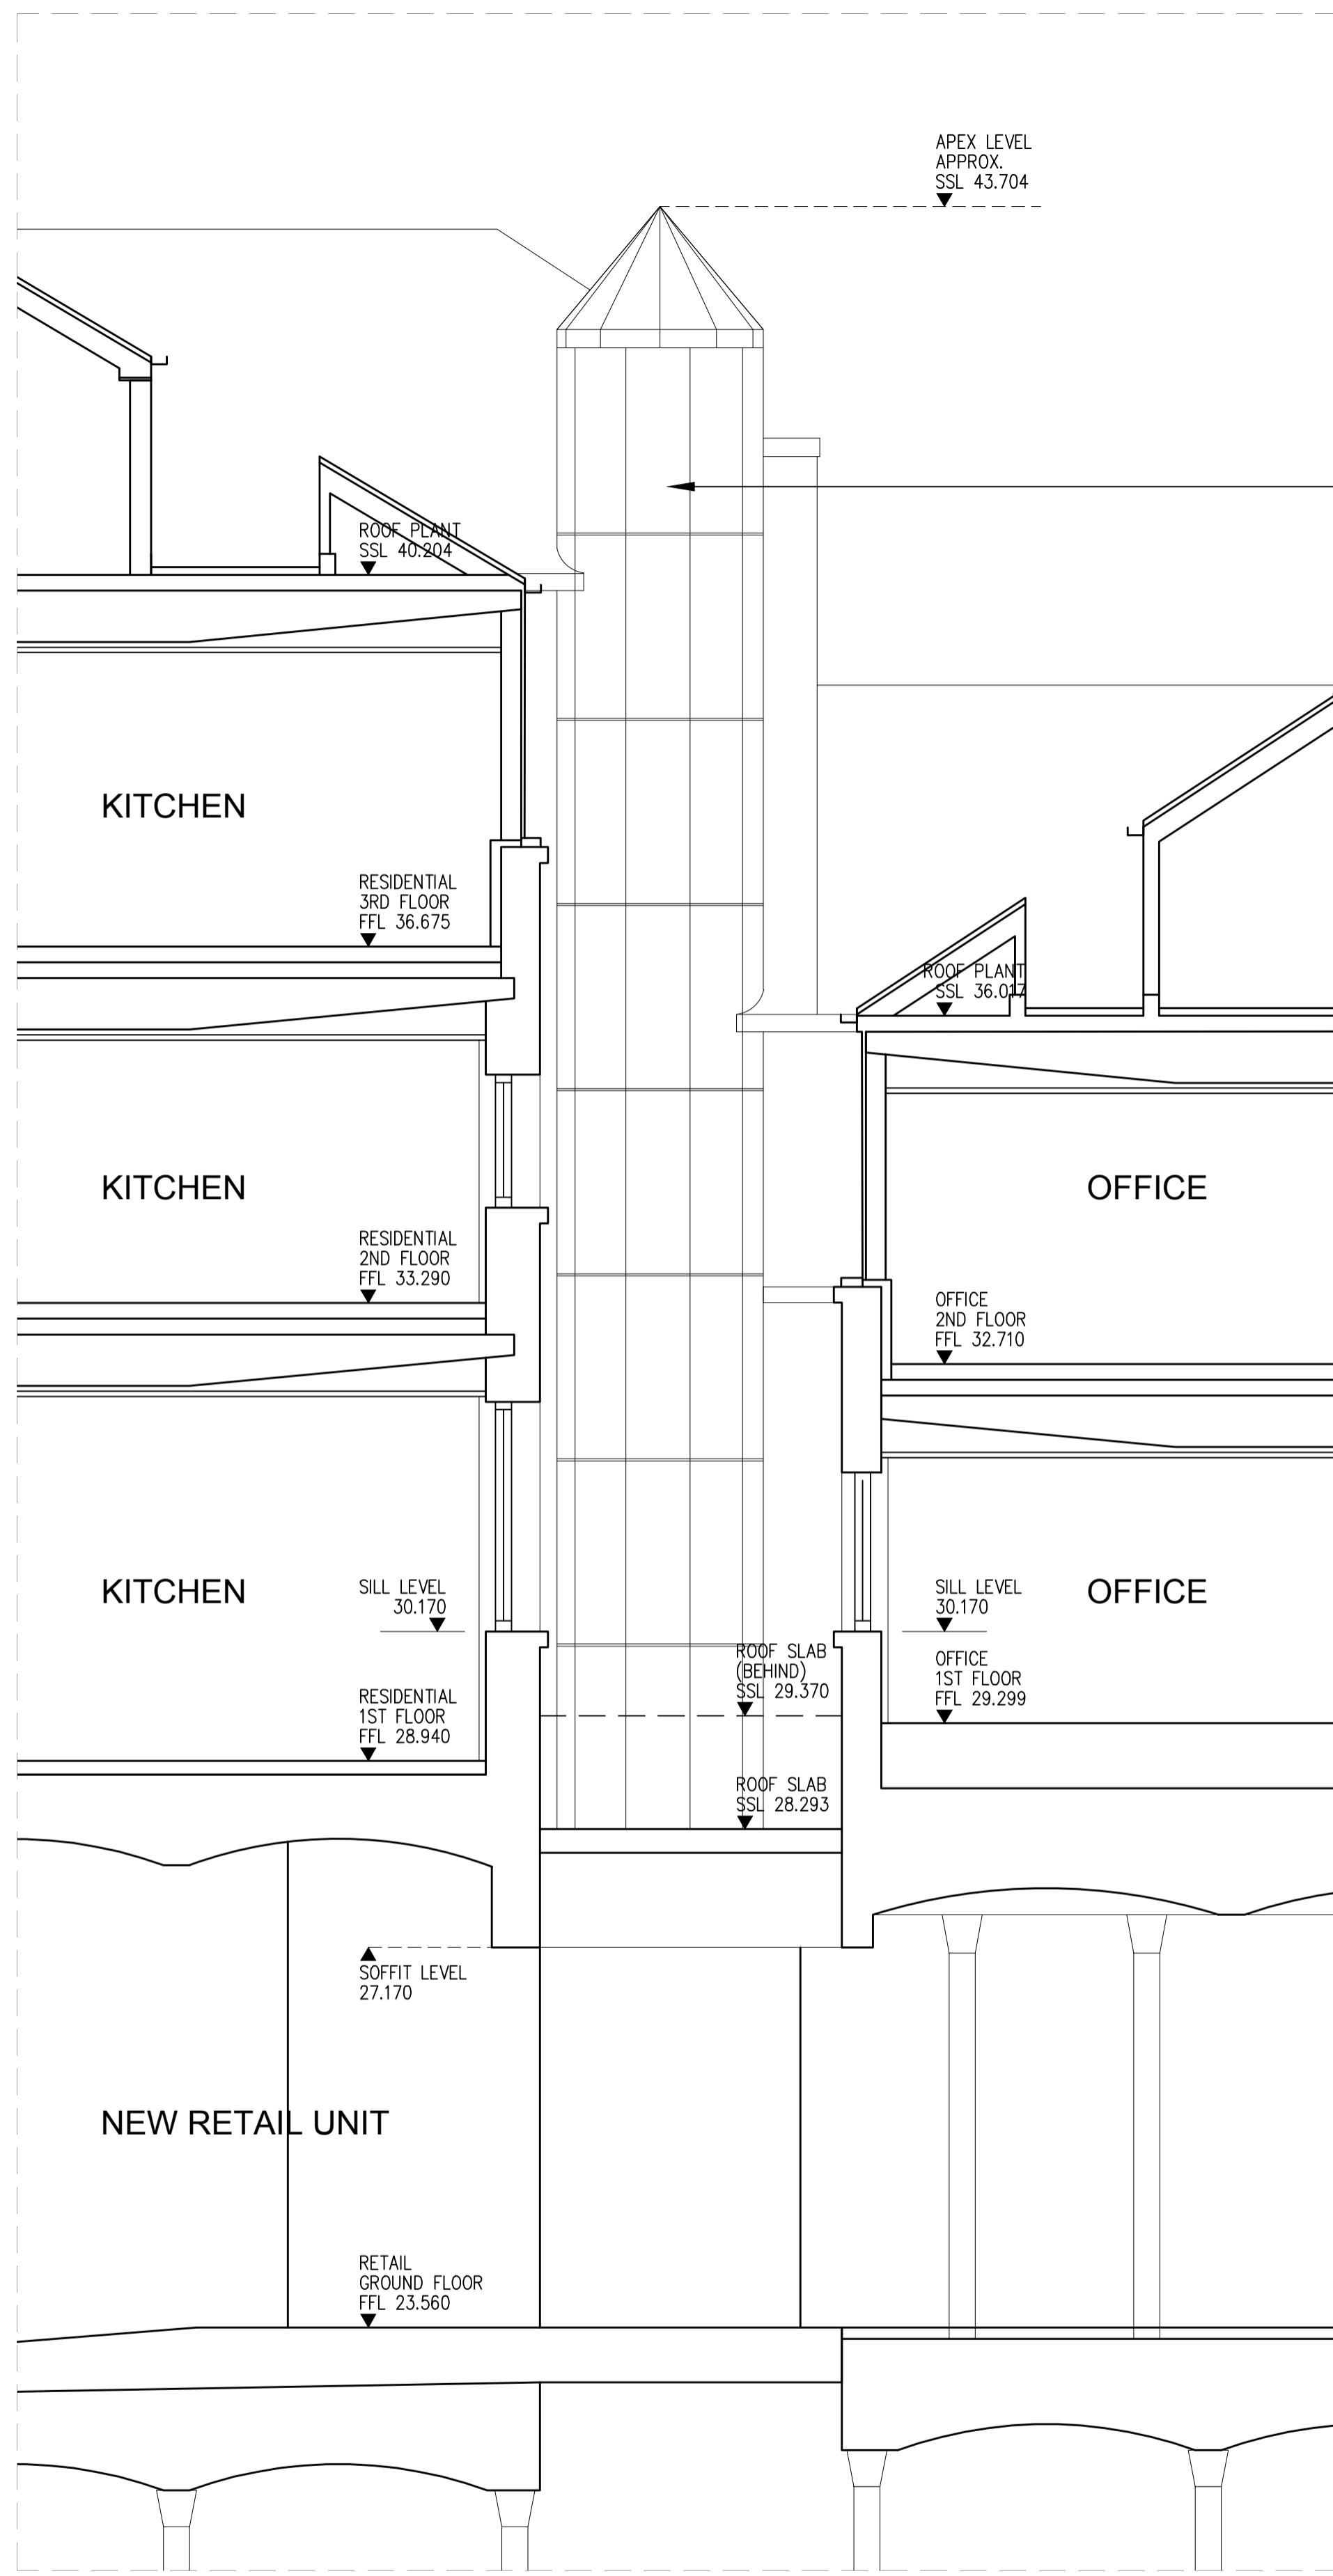 APEX LEVEL
APPROX.
SSL 43.704
ROOF PLANT
SSL 40.204
KITCHEN
RESIDENTIAL
3RD FLOOR
FFL 36.675
ROOF PLANT
SSL 36.017
KITCHEN
OFFICE
RESIDENTIAL
2ND FLOOR
FFL 33.290
OFFICE
2ND FLOOR
FFL 32.710
KITCHEN
SILL LEVEL
30.170
SILL LEVEL
30.170
OFFICE
ROOF SLAB
(BEHIND)
SSL 29.370
OFFICE
1ST FLOOR
FFL 29.299
RESIDENTIAL
1ST FLOOR
FFL 28.940
ROOF SLAB
SSL 28.293
SOFFIT LEVEL
27.170
NEW RETAIL UNIT
RETAIL
GROUND FLOOR
FFL 23.560